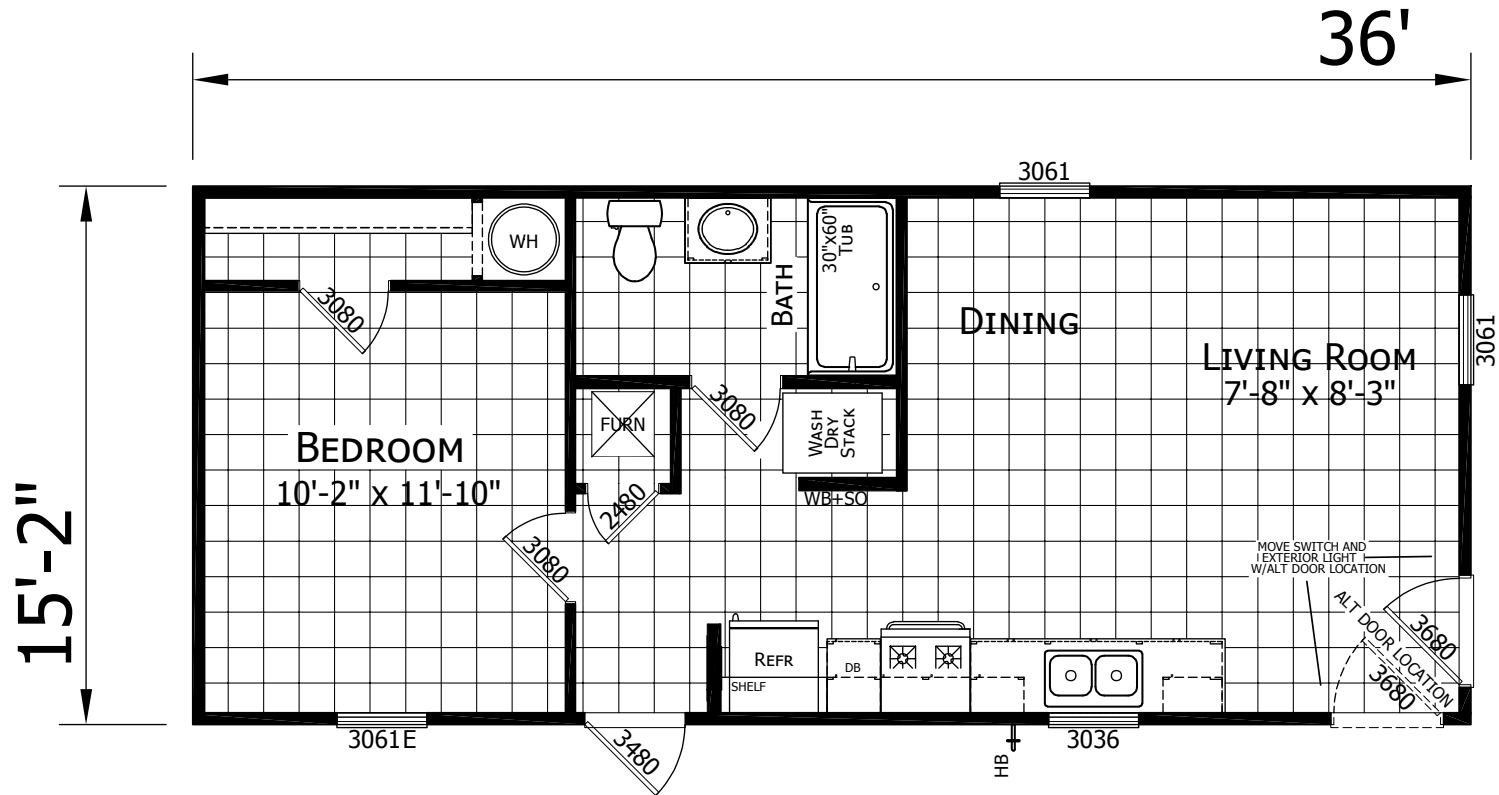 36'
15'-2"
3061
WH
30"x60"
TUB
BATH
3080
DINING
LIVING ROOM
7'-8" x 8'-3"
3061
3080
FURN
WASH
DRY
STACK
BEDROOM
10'-2" x 11'-10"
WB+SO
2480
3080
MOVE SWITCH AND
EXTERIOR LIGHT
W/ALT DOOR LOCATION
ALT DOOR LOCATION
3680
3680
REFR
SHELF
DB
3061E
3480
HB
3036